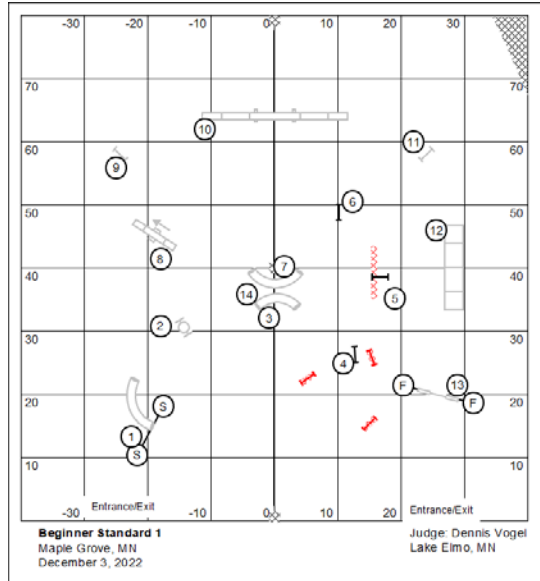 -30 -20 -10 0 10 20 30
70 70
10
60 11 60
9
50 6 50
12
8 7
40 40
14 5
3
2
30 30
4
F 13
20 S F 20
1
S
10 10
-30 -20 -10 0 10 20 30
Entrance/Exit Entrance/Exit
Beginner Standard 1 Judge: Dennis Vogel
Maple Grove, MN Lake Elmo, MN
December 3, 2022